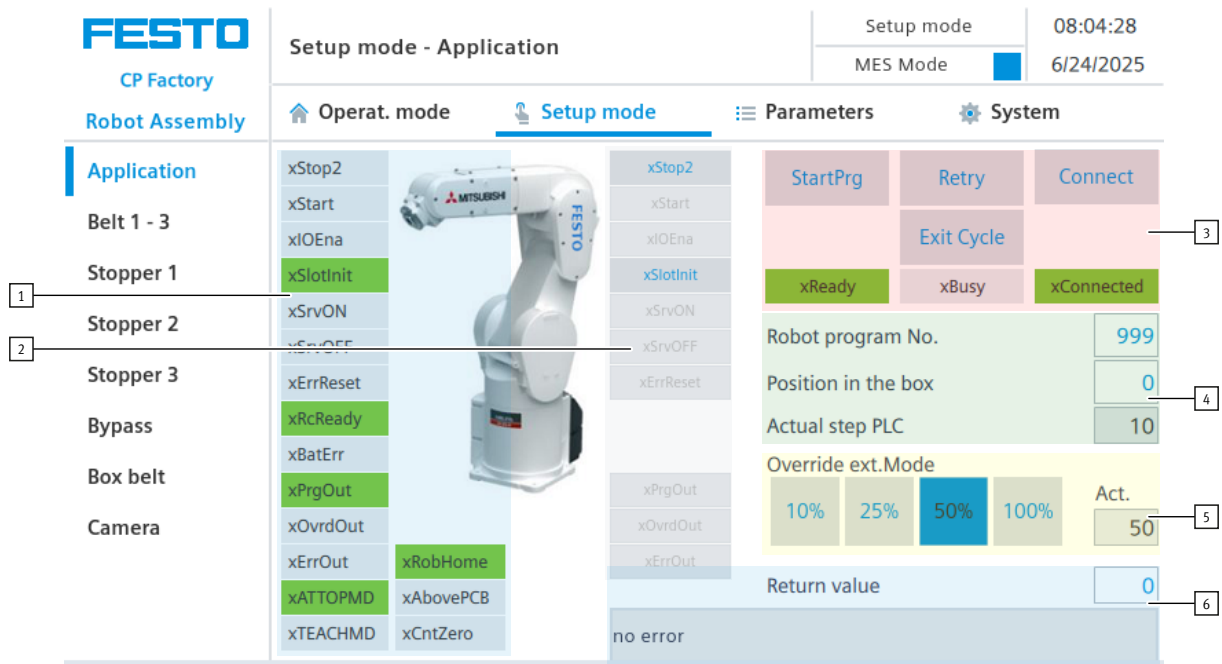 FESTO
CP Factory
Robot Assembly
Setup mode - Application
Setup mode
08:04:28
MES Mode
6/24/2025
Operat. mode
Setup mode
Parameters
System
Application
Belt 1 - 3
Stopper 1
Stopper 2
Stopper 3
Bypass
Box belt
Camera
1
2
xStop2
xStart
xIOEna
xSlotInit
xSrvON
xSrvOFF
xErrReset
xRcReady
xBatErr
xPrgOut
xOvrdOut
xErrOut
xRobHome
xATTOPMD
xAbovePCB
xTEACHMD
xCntZero
MITSUBISHI
FESTO
xStop2
xStart
xIOEna
xSlotInit
xSrvON
xSrvOFF
xErrReset
xPrgOut
xOvrdOut
xErrOut
StartPrg
Retry
Connect
Exit Cycle
3
xReady
xBusy
xConnected
Robot program No.
999
Position in the box
0
4
Actual step PLC
10
Override ext.Mode
10%
25%
50%
100%
Act.
50
5
Return value
0
6
no error